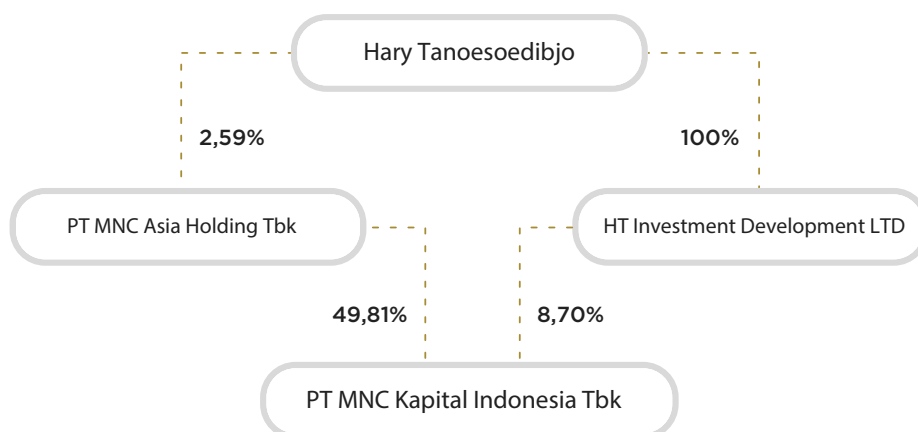 Hary Tanoesoedibjo
2,59%
100%
PT MNC Asia Holding Tbk
HT Investment Development LTD
49,81%
8,70%
PT MNC Kapital Indonesia Tbk